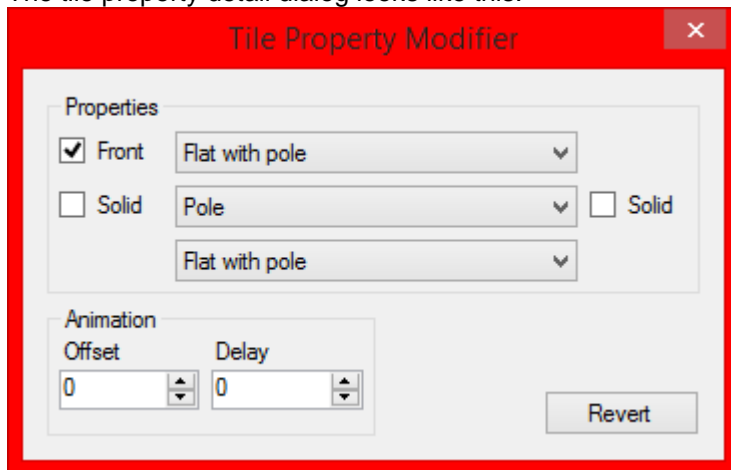 The tile property detail dialog looks like this:
Tile Property Modifier
Properties
Front Flat with pole
Solid Pole Solid
Flat with pole
Animation
Offset Delay
0 0
Revert